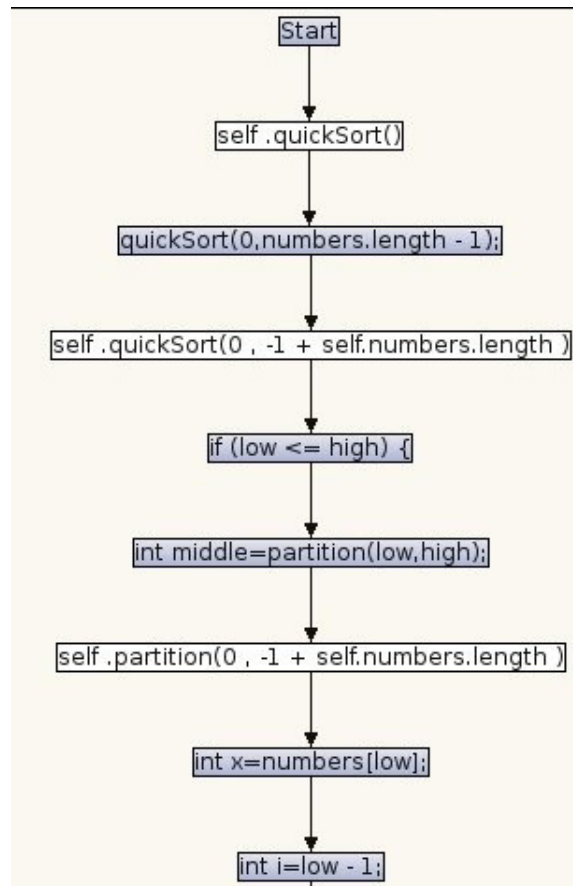 Start
self .quickSort()
quickSort(0,numbers.length - 1);
self .quickSort(0 , -1 + self.numbers.length )
if (low <= high) {
int middle=partition(low,high);
self .partition(0 , -1 + self.numbers.length )
int x=numbers[low];
int i=low - 1;